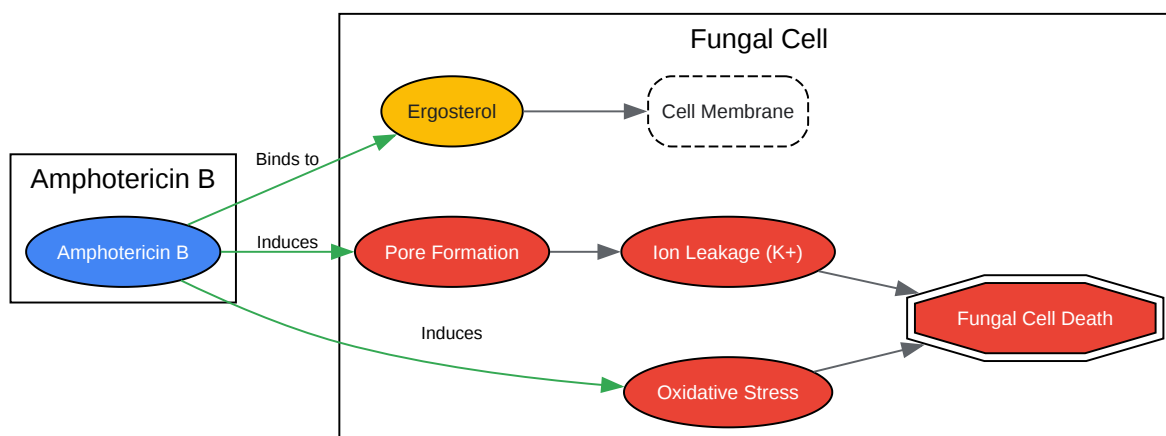 Fungal Cell
Ergosterol
Cell Membrane
Binds to
Amphotericin B
Amphotericin B
Induces
Pore Formation
Ion Leakage (K+)
Fungal Cell Death
Induces
Oxidative Stress